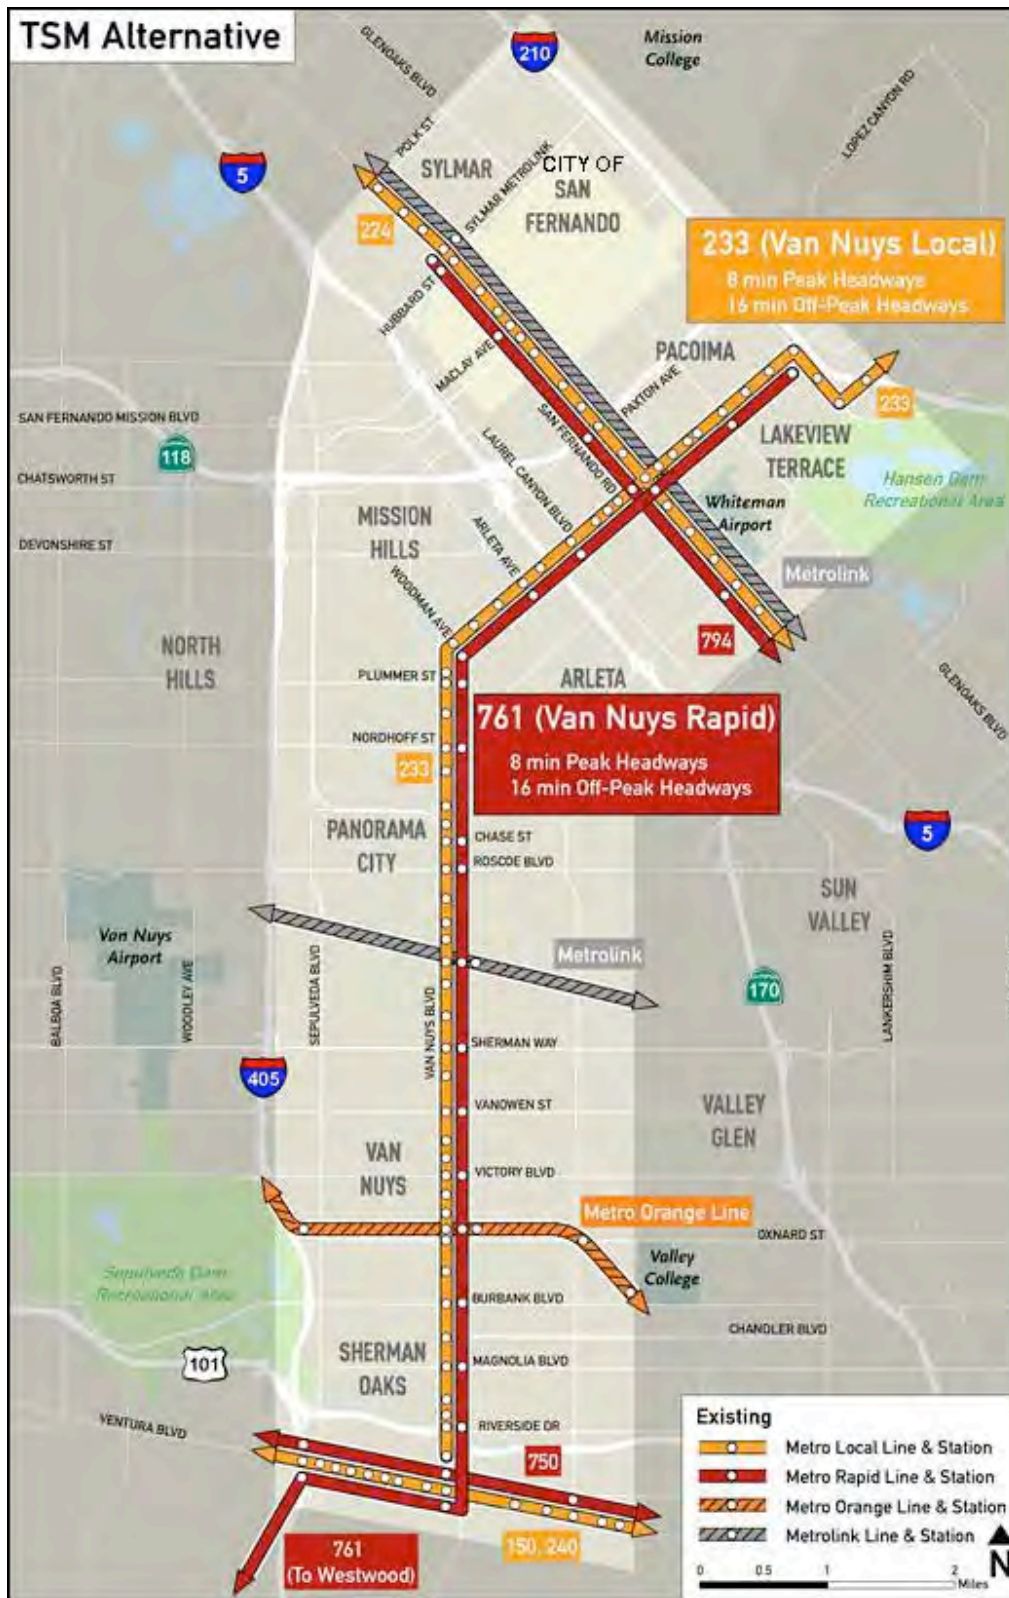 TSM Alternative
GLENOAKS BLVD
210
Mission
College
LOPEZ CANYON RD
POLK ST
5
SYLMAR
SYLMAR METROLINK
CITY OF
SAN
FERNANDO
224
233 (Van Nuys Local)
8 min Peak Headways
16 min Off-Peak Headways
HUBBARD ST
MACLAY AVE
PACOIMA
PAXTON AVE
233
SAN FERNANDO MISSION BLVD
118
SAN FERNANDO RD
LAUREL CANYON BLVD
LAKEVIEW
TERRACE
CHATSWORTH ST
Hansen Dam
Recreational Area
Whiteman
Airport
MISSION
HILLS
ARLETA AVE
DEVONSHIRE ST
WOODMAN AVE
Metrolink
NORTH
HILLS
794
PLUMMER ST
ARLETA
GLENOAKS BLVD
761 (Van Nuys Rapid)
8 min Peak Headways
16 min Off-Peak Headways
NORDHOFF ST
233
PANORAMA
CITY
CHASE ST
ROSCOE BLVD
5
SUN
VALLEY
Van Nuys
Airport
Metrolink
BALBOA BLVD
WOODLEY AVE
SEPULVEDA BLVD
VAN NUYS BLVD
LANKERSHIM BLVD
170
SHERMAN WAY
405
VANOWEN ST
VALLEY
GLEN
VAN
NUYS
VICTORY BLVD
Metro Orange Line
OXNARD ST
Valley
College
Sepulveda Dam
Recreational Area
BURBANK BLVD
CHANDLER BLVD
SHERMAN
OAKS
101
MAGNOLIA BLVD
VENTURA BLVD
RIVERSIDE DR
750
150, 240
761
(To Westwood)
Existing
Metro Local Line & Station
Metro Rapid Line & Station
Metro Orange Line & Station
Metrolink Line & Station
N
0 0.5 1 2
Miles